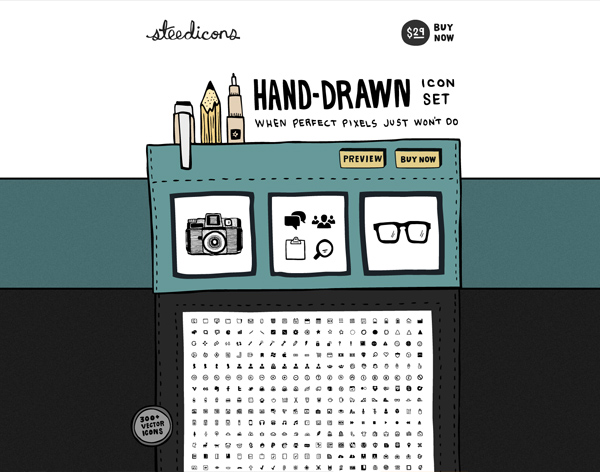 steedicons
$29
BUY
NOW
HAND-DRAWN
ICON
SET
WHEN PERFECT PIXELS JUST WON'T DO
PREVIEW
BUY NOW
300+
VECTOR
ICONS